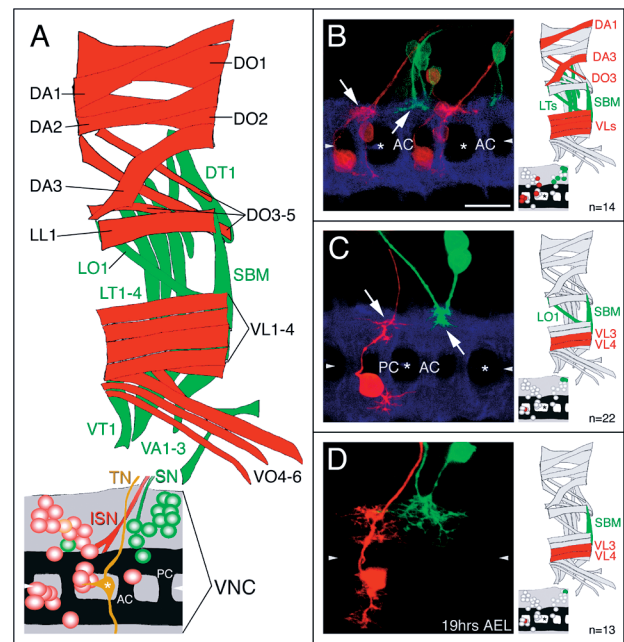 A
DO1
DA1
DA2
DO2
DT1
DA3
DO3-5
LL1
LO1
SBM
LT1-4
VL1-4
VT1
VA1-3
TN
SN
VO4-6
ISN
VNC
PC
*
AC
B
* AC *
DA1
DA3
DO3
LTs
SBM
VLs
*
n=14
C
PC * AC
*
LO1
SBM
VL3
VL4
*
n=22
D
19hrs AEL
SBM
VL3
VL4
*
n=13